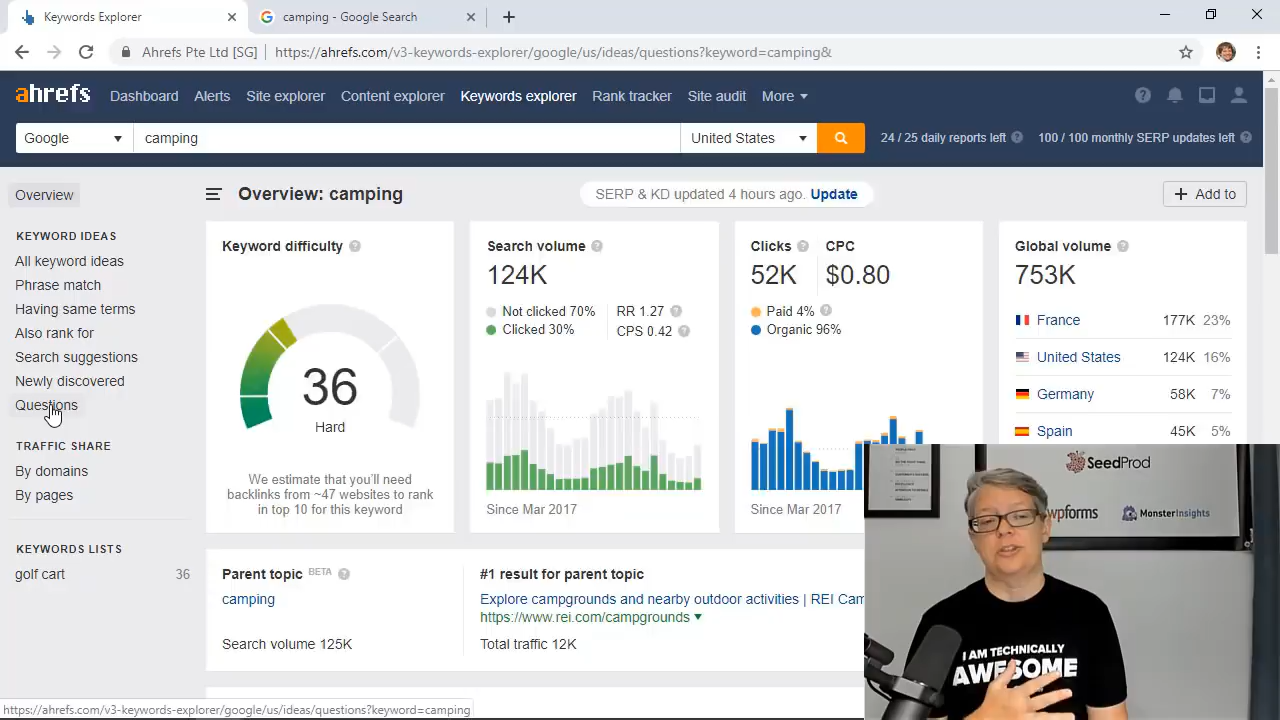 Keywords Explorer
camping - Google Search
Ahrefs Pte Ltd [SG] | https://ahrefs.com/v3-keywords-explorer/google/us/ideas/questions?keyword=camping&
ahrefs Dashboard Alerts Site explorer Content explorer Keywords explorer Rank tracker Site audit More
Google camping United States 24 / 25 daily reports left 100 / 100 monthly SERP updates left
Overview
KEYWORD IDEAS
All keyword ideas
Phrase match
Having same terms
Also rank for
Search suggestions
Newly discovered
Questions
TRAFFIC SHARE
By domains
By pages
KEYWORDS LISTS
golf cart 36
Overview: camping
SERP & KD updated 4 hours ago. Update
+ Add to
Keyword difficulty
36
Hard
We estimate that you'll need
backlinks from ~47 websites to rank
in top 10 for this keyword
Search volume
124K
Not clicked 70%
Clicked 30%
RR 1.27
CPS 0.42
Since Mar 2017
Clicks
52K
CPC
$0.80
Paid 4%
Organic 96%
Since Mar 2017
Global volume
753K
France 177K 23%
United States 124K 16%
Germany 58K 7%
Spain 45K 5%
Parent topic BETA
camping
Search volume 125K
#1 result for parent topic
Explore campgrounds and nearby outdoor activities | REI Cam
https://www.rei.com/campgrounds
Total traffic 12K
SeedProd
wpforms
MonsterInsights
I AM TECHNICALLY
AWESOME
https://ahrefs.com/v3-keywords-explorer/google/us/ideas/questions?keyword=camping